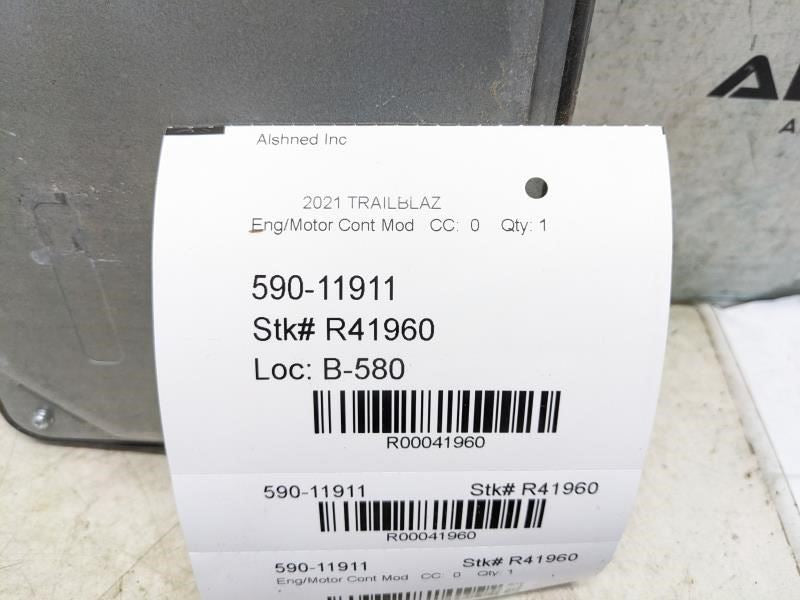 Alshned Inc
2021 TRAILBLAZ
Eng/Motor Cont Mod CC: 0 Qty: 1
590-11911
Stk# R41960
Loc: B-580
R00041960
590-11911 Stk# R41960
R00041960
590-11911 Stk# R41960
Eng/Motor Cont Mod CC: 0 Qty: 1